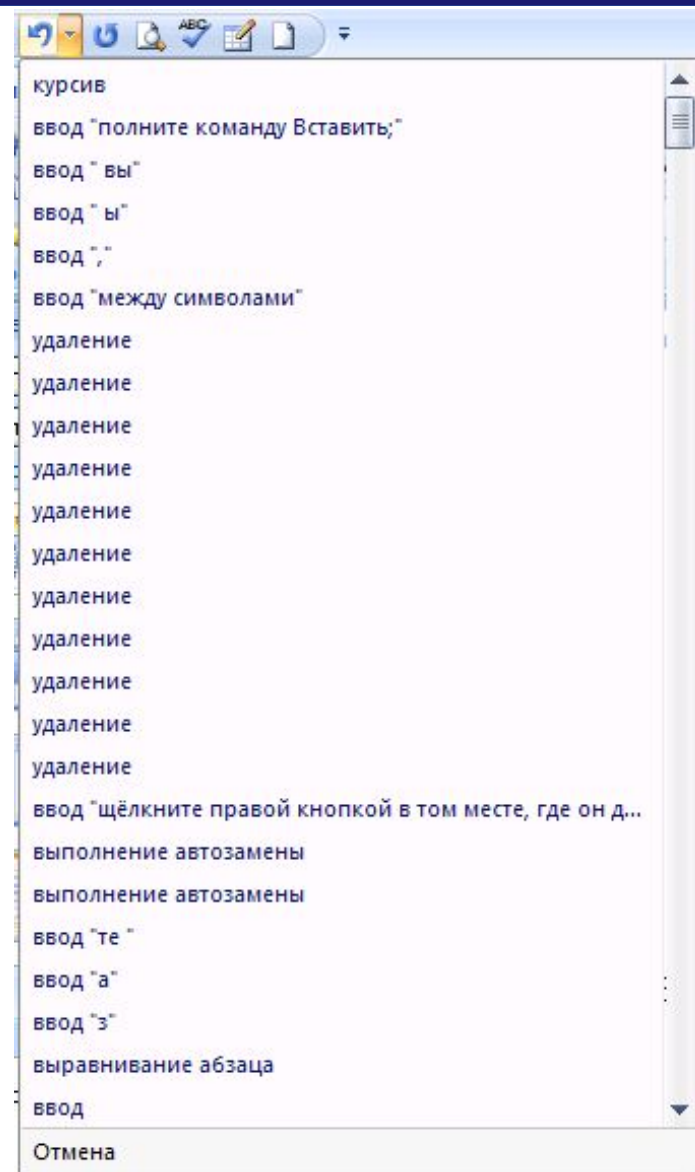 ABC
курсив
ввод "полните команду Вставить;"
ввод " вы"
ввод " ы"
ввод ","
ввод "между символами"
удаление
удаление
удаление
удаление
удаление
удаление
удаление
удаление
удаление
удаление
удаление
ввод "щёлкните правой кнопкой в том месте, где он д...
выполнение автозамены
выполнение автозамены
ввод "те "
ввод "а"
ввод "з"
выравнивание абзаца
ввод
Отмена